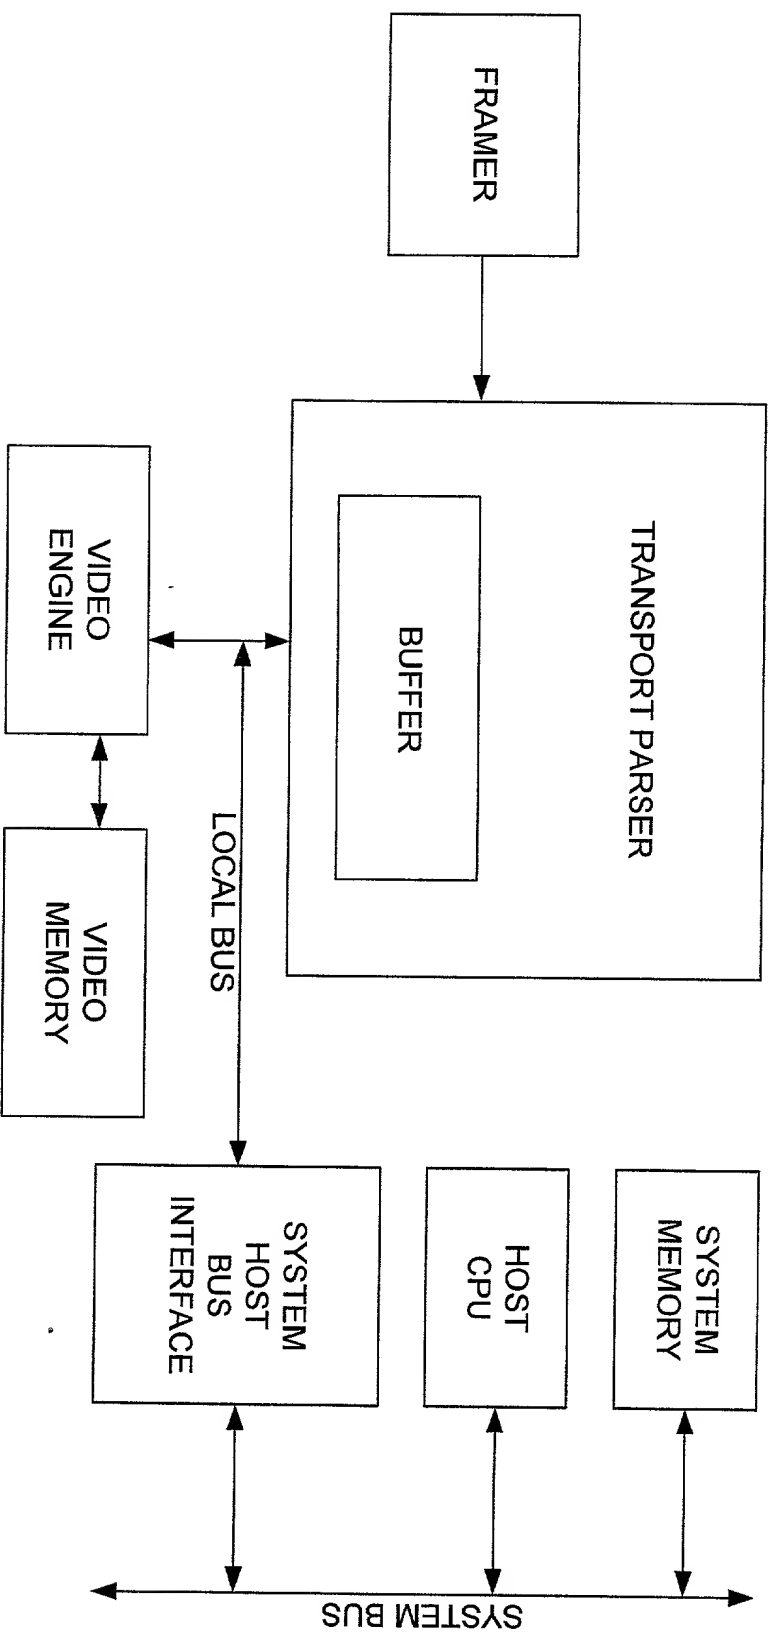 FRAMER
TRANSPORT PARSER
BUFFER
VIDEO
ENGINE
VIDEO
MEMORY
LOCAL BUS
SYSTEM
HOST
BUS
INTERFACE
HOST
CPU
SYSTEM
MEMORY
SYSTEM BUS